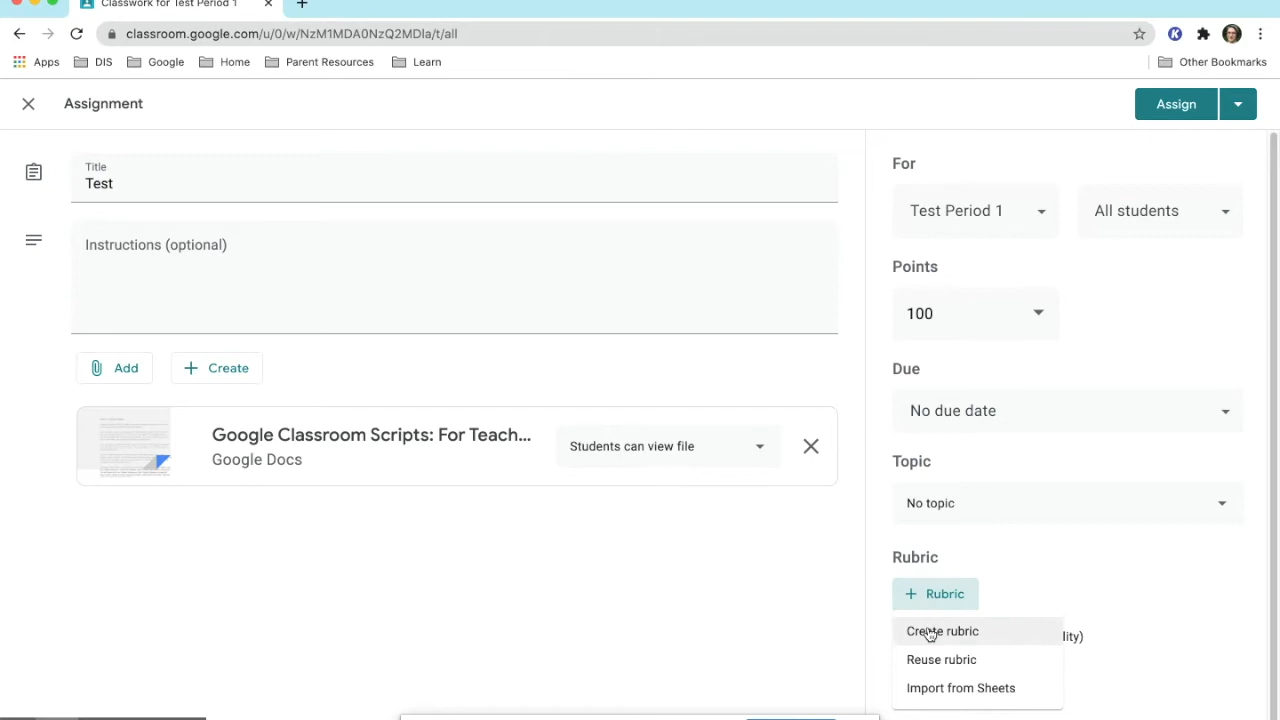 Classwork for Test Period 1
classroom.google.com/u/0/w/NzM1MDA0NzQ2MDla/t/all
Apps DIS Google Home Parent Resources Learn Other Bookmarks
Assignment
Assign
Title
Test
Instructions (optional)
Add Create
Google Classroom Scripts: For Teach...
Google Docs
Students can view file
For
Test Period 1 All students
Points
100
Due
No due date
Topic
No topic
Rubric
Rubric
Create rubric
lity)
Reuse rubric
Import from Sheets